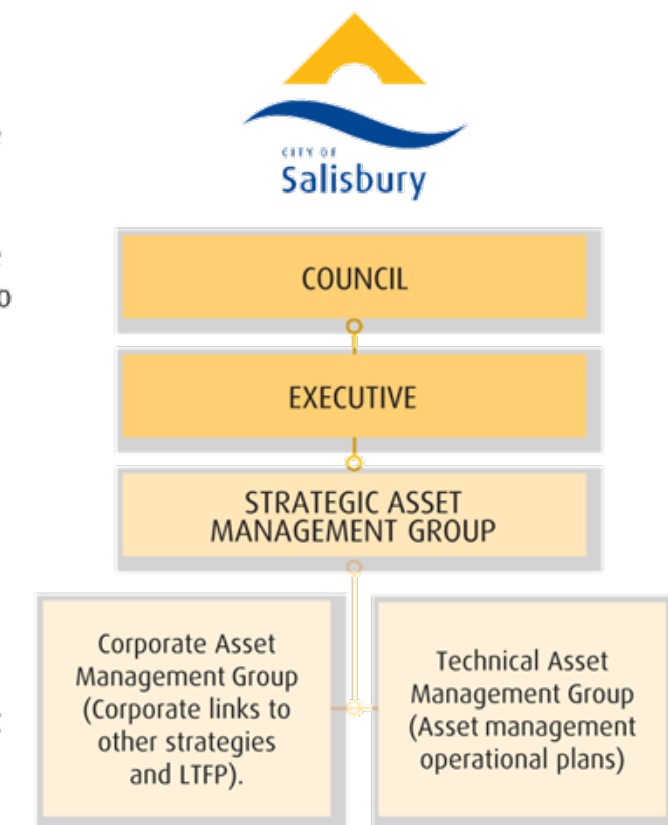 CITY OF
Salisbury
COUNCIL
EXECUTIVE
STRATEGIC ASSET
MANAGEMENT GROUP
Corporate Asset
Management Group
(Corporate links to
other strategies
and LTFP).
Technical Asset
Management Group
(Asset management
operational plans)